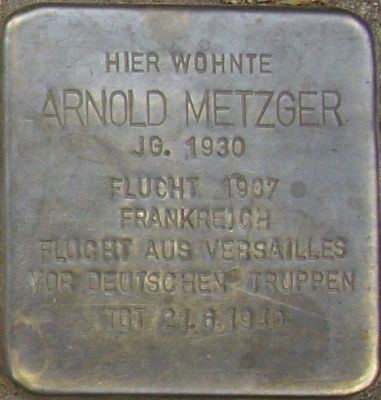 HIER WOHNTE
ARNOLD METZGER
JG. 1930
FLUCHT 1937
FRANKREICH
FLUCHT AUS VERSAILLES
VOR DEUTSCHEN TRUPPEN
TOT 21.6.1940